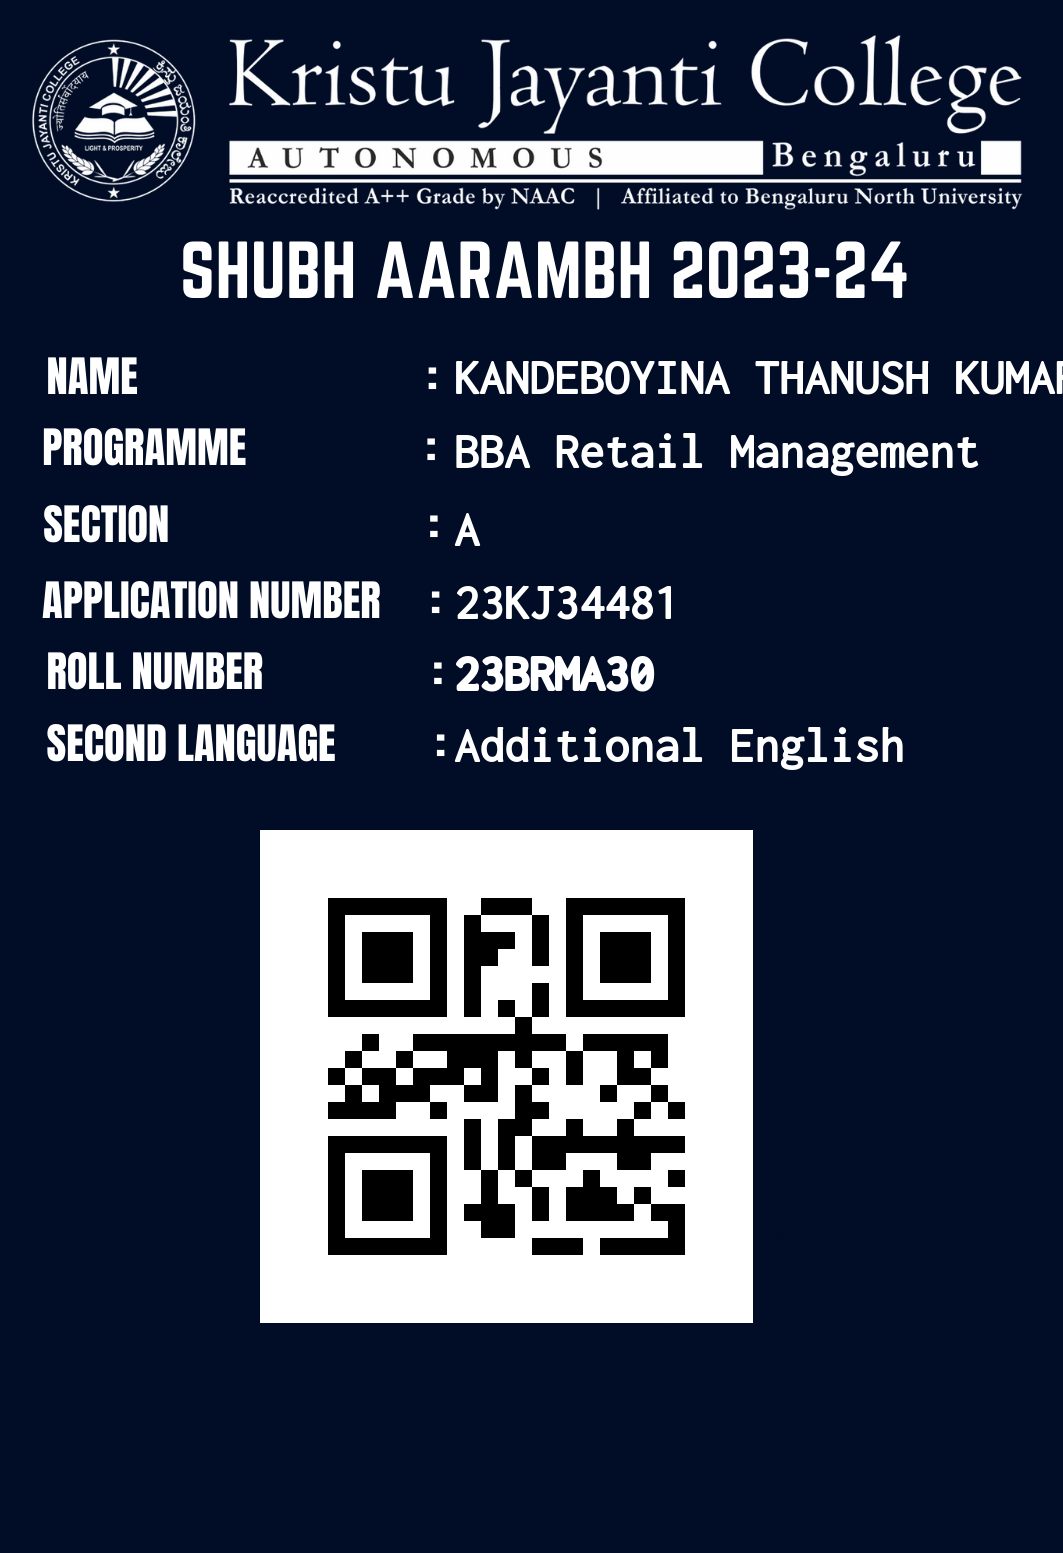 Kristu Jayanti College
AUTONOMOUS Bengaluru
Reaccredited A++ Grade by NAAC | Affiliated to Bengaluru North University
KRISTU JAYANTI COLLEGE
LIGHT & PROSPERITY
SHUBH AARAMBH 2023-24
NAME : KANDEBOYINA THANUSH KUMAR
PROGRAMME : BBA Retail Management
SECTION : A
APPLICATION NUMBER : 23KJ34481
ROLL NUMBER : 23BRMA30
SECOND LANGUAGE : Additional English